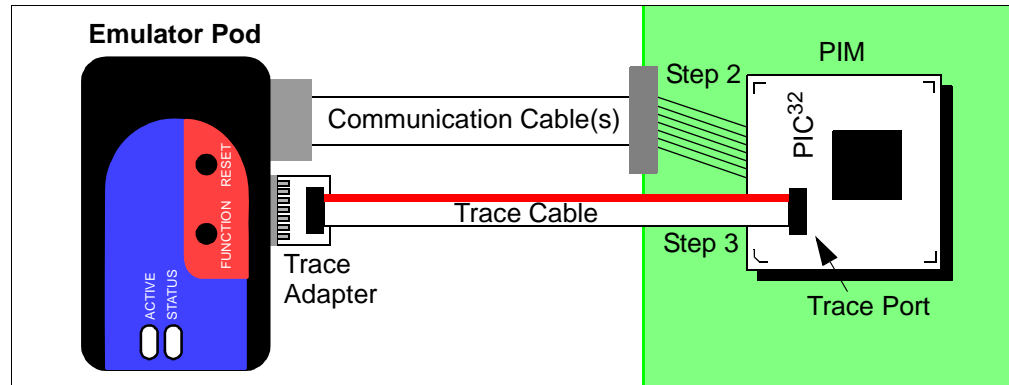 Emulator Pod
RESET
FUNCTION
ACTIVE
STATUS
Communication Cable(s)
Trace Cable
Trace
Adapter
Step 2
Step 3
PIM
PIC32
Trace Port